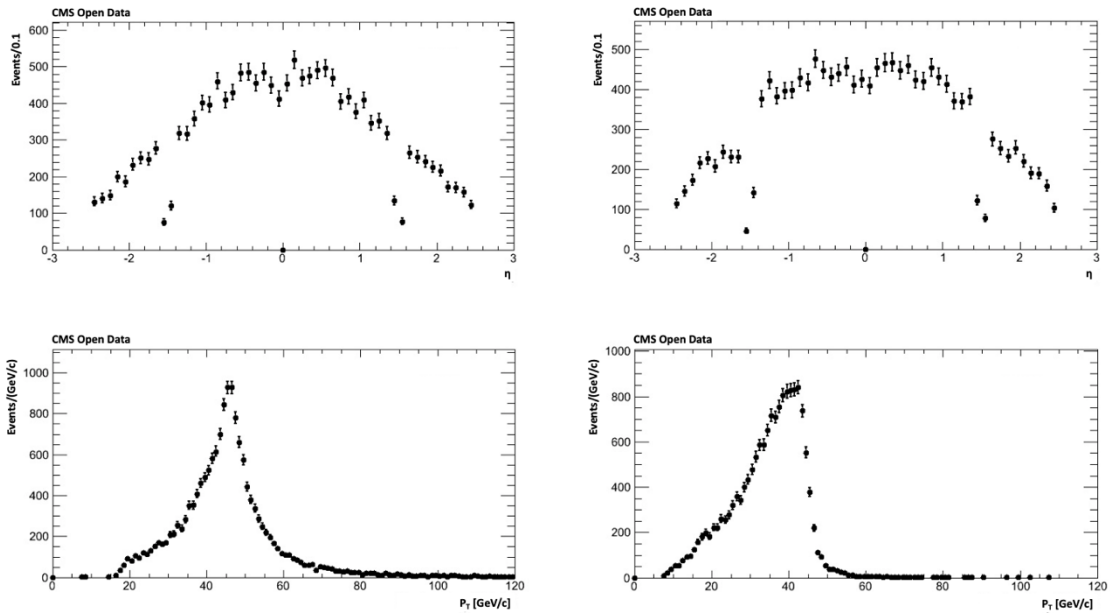 CMS Open Data
Events/0.1
600
500
400
300
200
100
0
-3 -2 -1 0 1 2 3
η
CMS Open Data
Events/0.1
500
400
300
200
100
0
-3 -2 -1 0 1 2 3
η
CMS Open Data
Events/(GeV/c)
1000
800
600
400
200
0
0 20 40 60 80 100 120
P_T [GeV/c]
CMS Open Data
Events/(GeV/c)
1000
800
600
400
200
0
0 20 40 60 80 100 120
P_T [GeV/c]